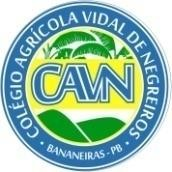 COLÉGIO AGRÍCOLA VIDAL DE NEGREIROS
CAVN
· BANANEIRAS - PB ·